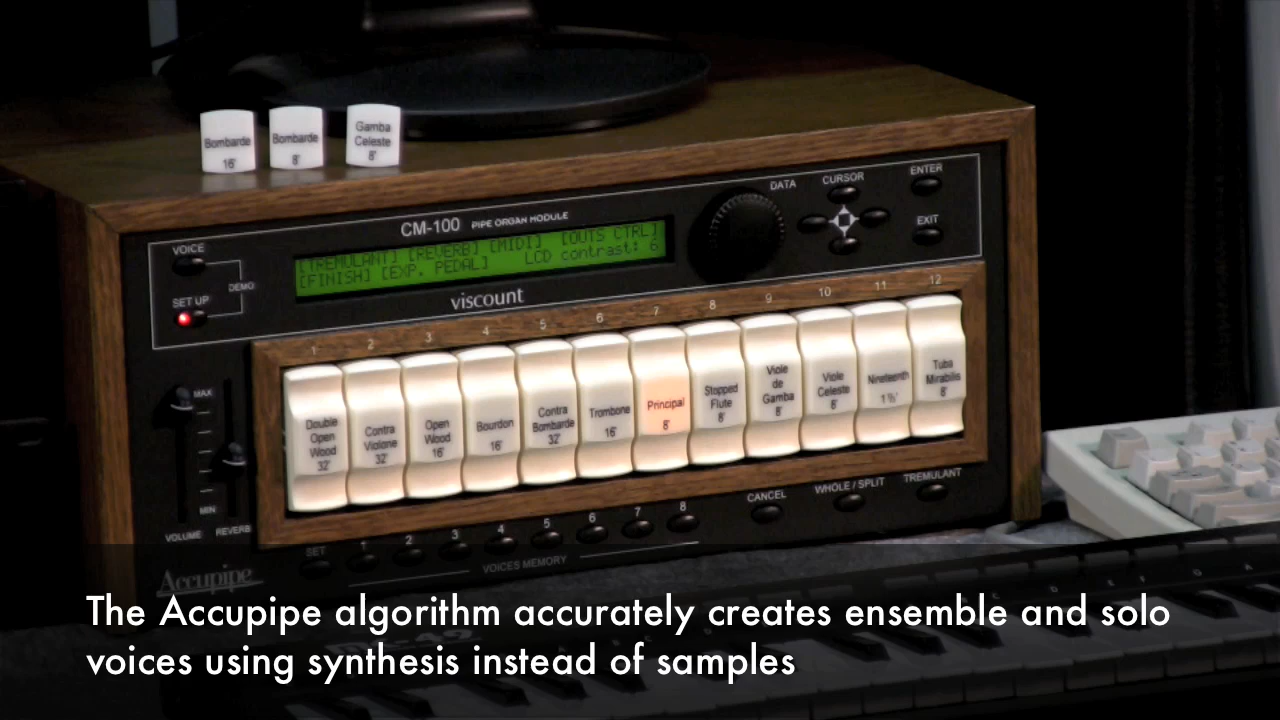 Bombarde
16'
Bombarde
8'
Gamba
Celeste
8'
CM-100 PIPE ORGAN MODULE
DATA
CURSOR
ENTER
EXIT
VOICE
DEMO
SET UP
[TREMULANT] [REVERB] [MIDI] [OUTS CTRL]
[FINISH] [EXP. PEDAL] LCD contrast: 6
viscount
1 2 3 4 5 6 7 8 9 10 11 12
Double
Open
Wood
32'
Contra
Violone
32'
Open
Wood
16'
Bourdon
16'
Contra
Bombarde
32'
Trombone
16'
Principal
8'
Stopped
Flute
8'
Viole
de
Gamba
8'
Viole
Celeste
8'
Nineteenth
1 ⅓'
Tuba
Mirabilis
8'
MAX
MIN
VOLUME REVERB
SET 1 2 3 4 5 6 7 8
CANCEL
WHOLE / SPLIT
TREMULANT
VOICES MEMORY
Accupipe
The Accupipe algorithm accurately creates ensemble and solo
voices using synthesis instead of samples